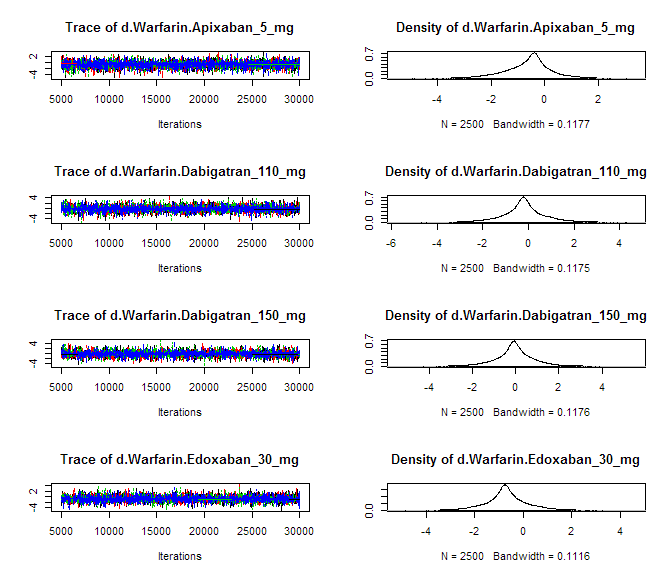 Trace of d.Warfarin.Apixaban_5_mg
2
-4
5000 10000 15000 20000 25000 30000
Iterations
Density of d.Warfarin.Apixaban_5_mg
0.7
0.0
-4 -2 0 2
N = 2500 Bandwidth = 0.1177
Trace of d.Warfarin.Dabigatran_110_mg
4
-4
5000 10000 15000 20000 25000 30000
Iterations
Density of d.Warfarin.Dabigatran_110_mg
0.7
0.0
-6 -4 -2 0 2 4
N = 2500 Bandwidth = 0.1175
Trace of d.Warfarin.Dabigatran_150_mg
4
-4
5000 10000 15000 20000 25000 30000
Iterations
Density of d.Warfarin.Dabigatran_150_mg
0.7
0.0
-4 -2 0 2 4
N = 2500 Bandwidth = 0.1176
Trace of d.Warfarin.Edoxaban_30_mg
2
-4
5000 10000 15000 20000 25000 30000
Iterations
Density of d.Warfarin.Edoxaban_30_mg
0.0
-4 -2 0 2 4
N = 2500 Bandwidth = 0.1116